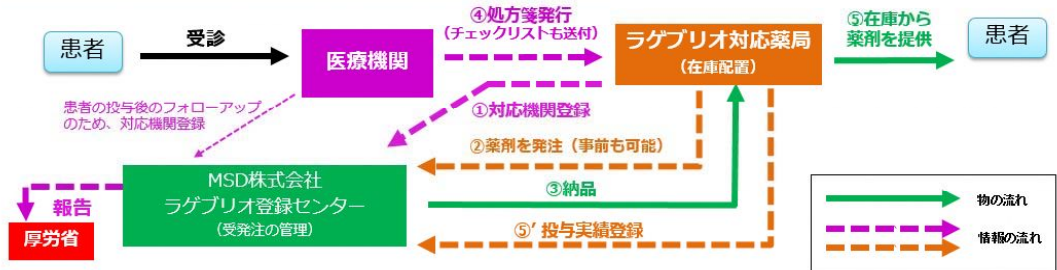 患者
受診
医療機関
④処方箋発行
(チェックリストも送付)
ラゲブリオ対応薬局
(在庫配置)
⑤在庫から
薬剤を提供
患者
患者の投与後のフォローアップ
のため、対応機関登録
①対応機関登録
②薬剤を発注(事前も可能)
MSD株式会社
ラゲブリオ登録センター
(受発注の管理)
③納品
⑤’投与実績登録
報告
厚労省
物の流れ
情報の流れ